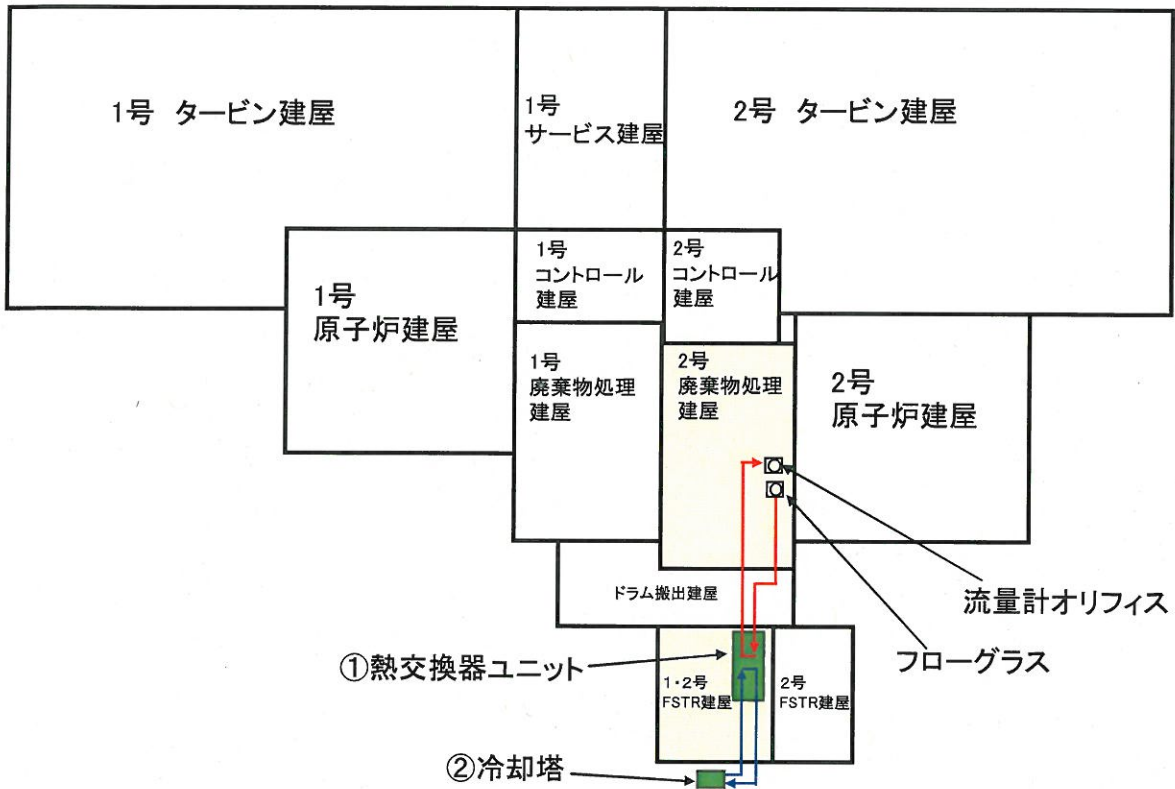 1号 タービン建屋
1号
サービス建屋
2号 タービン建屋
1号
コントロール
建屋
2号
コントロール
建屋
1号
原子炉建屋
1号
廃棄物処理
建屋
2号
廃棄物処理
建屋
2号
原子炉建屋
ドラム搬出建屋
流量計オリフィス
フローグラス
①熱交換器ユニット
1・2号
FSTR建屋
2号
FSTR建屋
②冷却塔